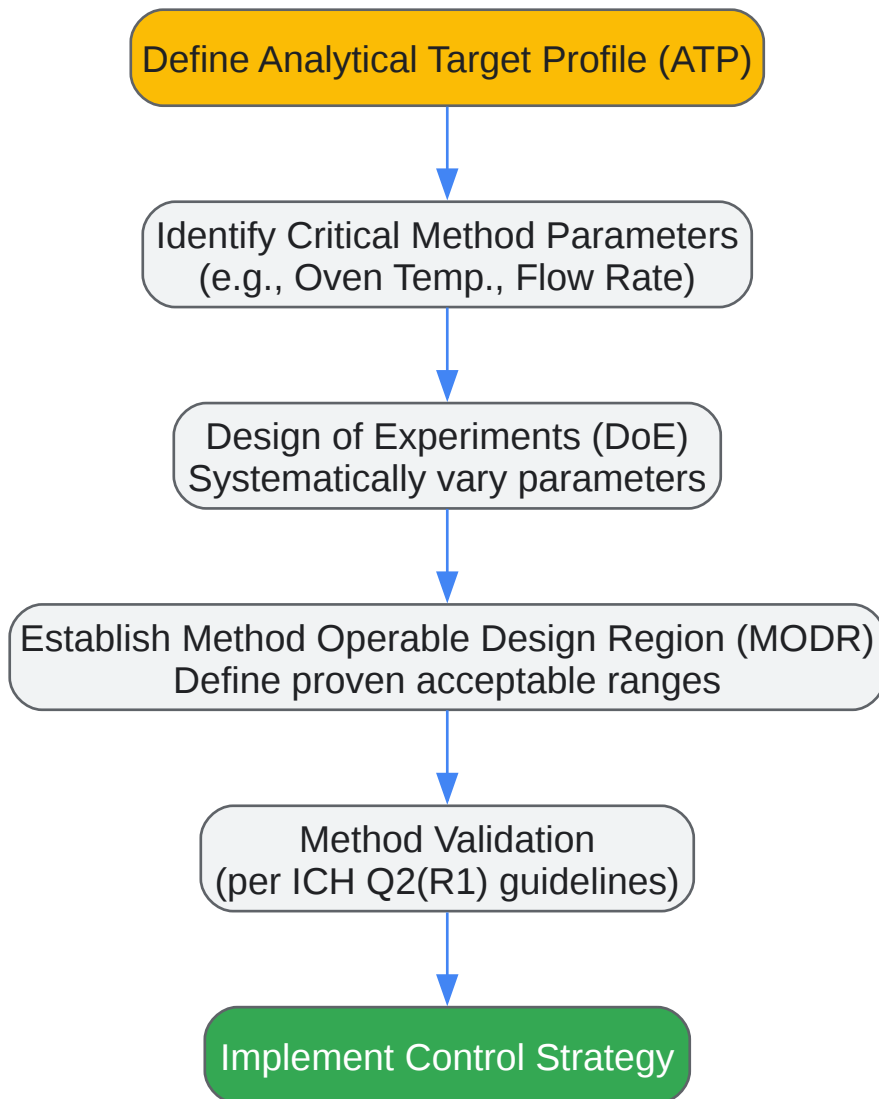 Define Analytical Target Profile (ATP)
Identify Critical Method Parameters
(e.g., Oven Temp., Flow Rate)
Design of Experiments (DoE)
Systematically vary parameters
Establish Method Operable Design Region (MODR)
Define proven acceptable ranges
Method Validation
(per ICH Q2(R1) guidelines)
Implement Control Strategy